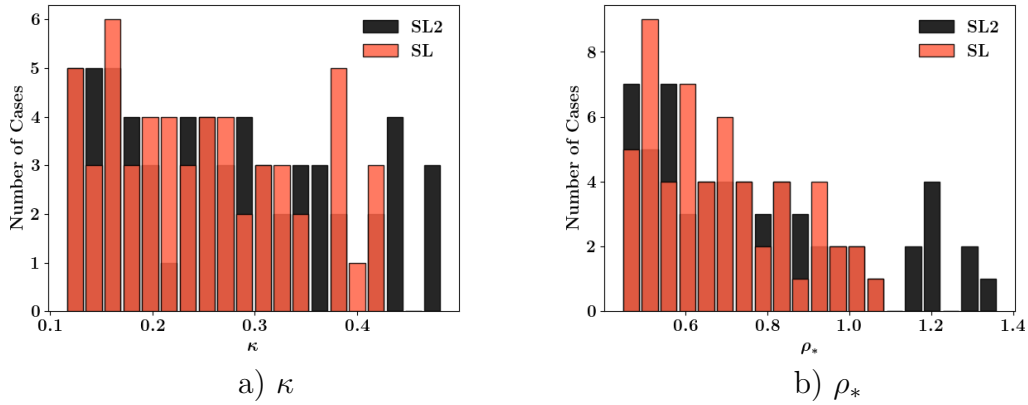 6
5
4
3
2
1
0
Number of Cases
0.1
0.2
0.3
0.4
κ
SL2
SL
a) κ
8
6
4
2
0
Number of Cases
0.6
0.8
1.0
1.2
1.4
ρ*
SL2
SL
b) ρ*